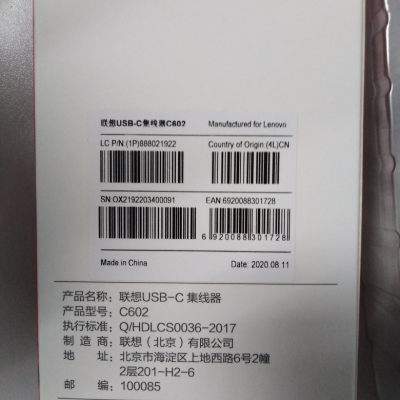 联想USB-C集线器C602 Manufactured for Lenovo
LC P/N:(1P)888021922 Country of Origin:(4L)CN
SN:OX2192203400091 EAN:6920088301728
6 920088 301728
Made in China Date: 2020.08.11
产品名称: 联想USB-C 集线器
产品型号: C602
执行标准: Q/HDLCS0036-2017
制造商: 联想（北京）有限公司
地址: 北京市海淀区上地西路6号2幢
2层201-H2-6
邮编: 100085